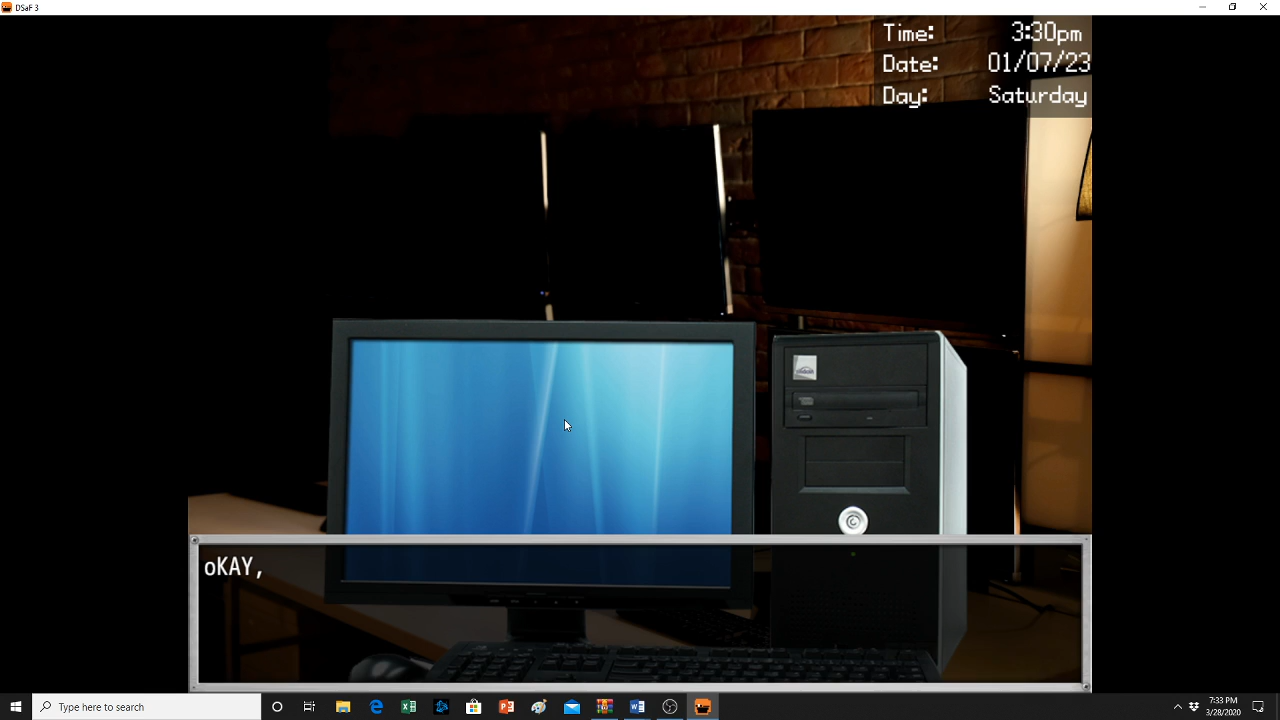 DSaF 3
Time: 3:30pm
Date: 01/07/23
Day: Saturday
oKAY,
Type here to search
7:33 PM
3/28/2020